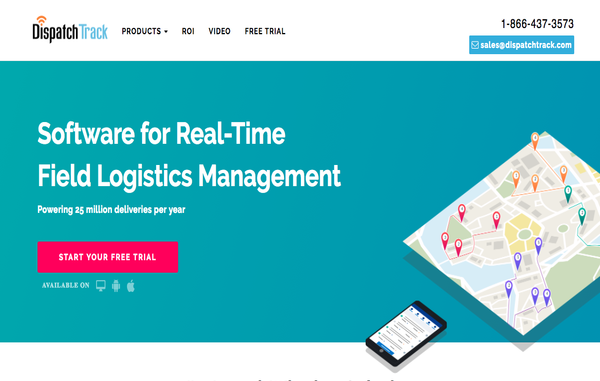 DispatchTrack
PRODUCTS
ROI
VIDEO
FREE TRIAL
1-866-437-3573
sales@dispatchtrack.com
Software for Real-Time
Field Logistics Management
Powering 25 million deliveries per year
START YOUR FREE TRIAL
AVAILABLE ON